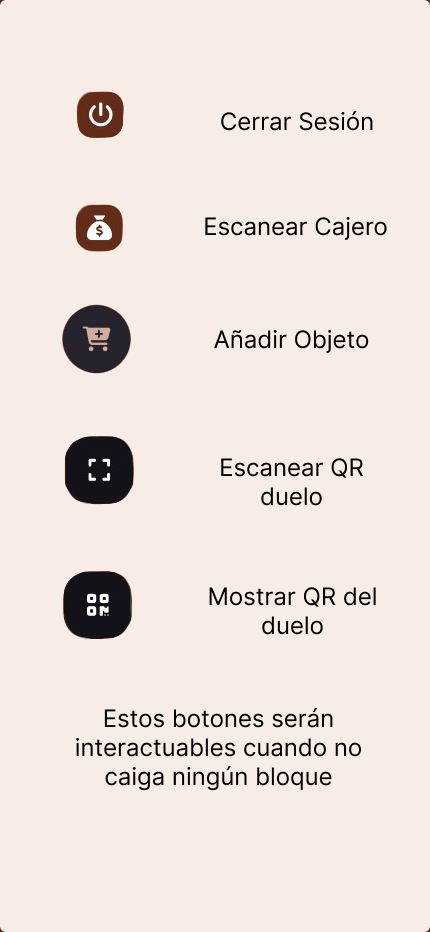 Cerrar Sesión
Escanear Cajero
Añadir Objeto
Escanear QR
duelo
Mostrar QR del
duelo
Estos botones serán
interactuables cuando no
caiga ningún bloque